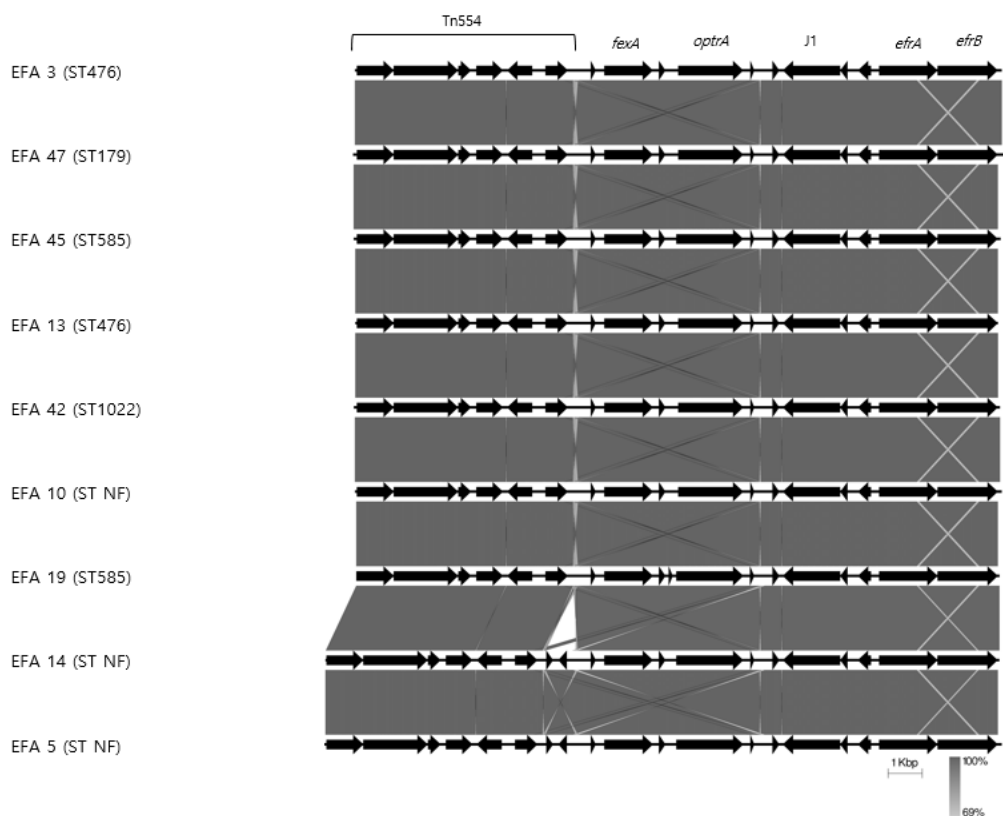 Tn554
fexA optrA J1 efrA efrB
EFA 3 (ST476)
EFA 47 (ST179)
EFA 45 (ST585)
EFA 13 (ST476)
EFA 42 (ST1022)
EFA 10 (ST NF)
EFA 19 (ST585)
EFA 14 (ST NF)
EFA 5 (ST NF)
1 Kbp 100%
69%